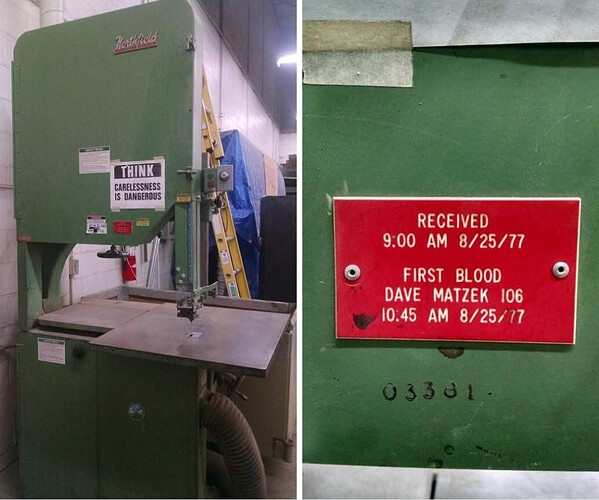 Northfield
THINK
CARELESSNESS
IS DANGEROUS
RECEIVED
9:00 AM 8/25/77
FIRST BLOOD
DAVE MATZEK 106
10:45 AM 8/25/77
03381